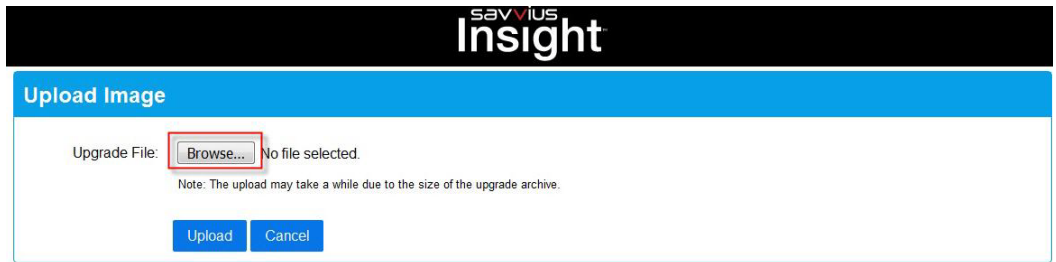 savvius
Insight
Upload Image
Upgrade File: Browse... No file selected.
Note: The upload may take a while due to the size of the upgrade archive.
Upload Cancel